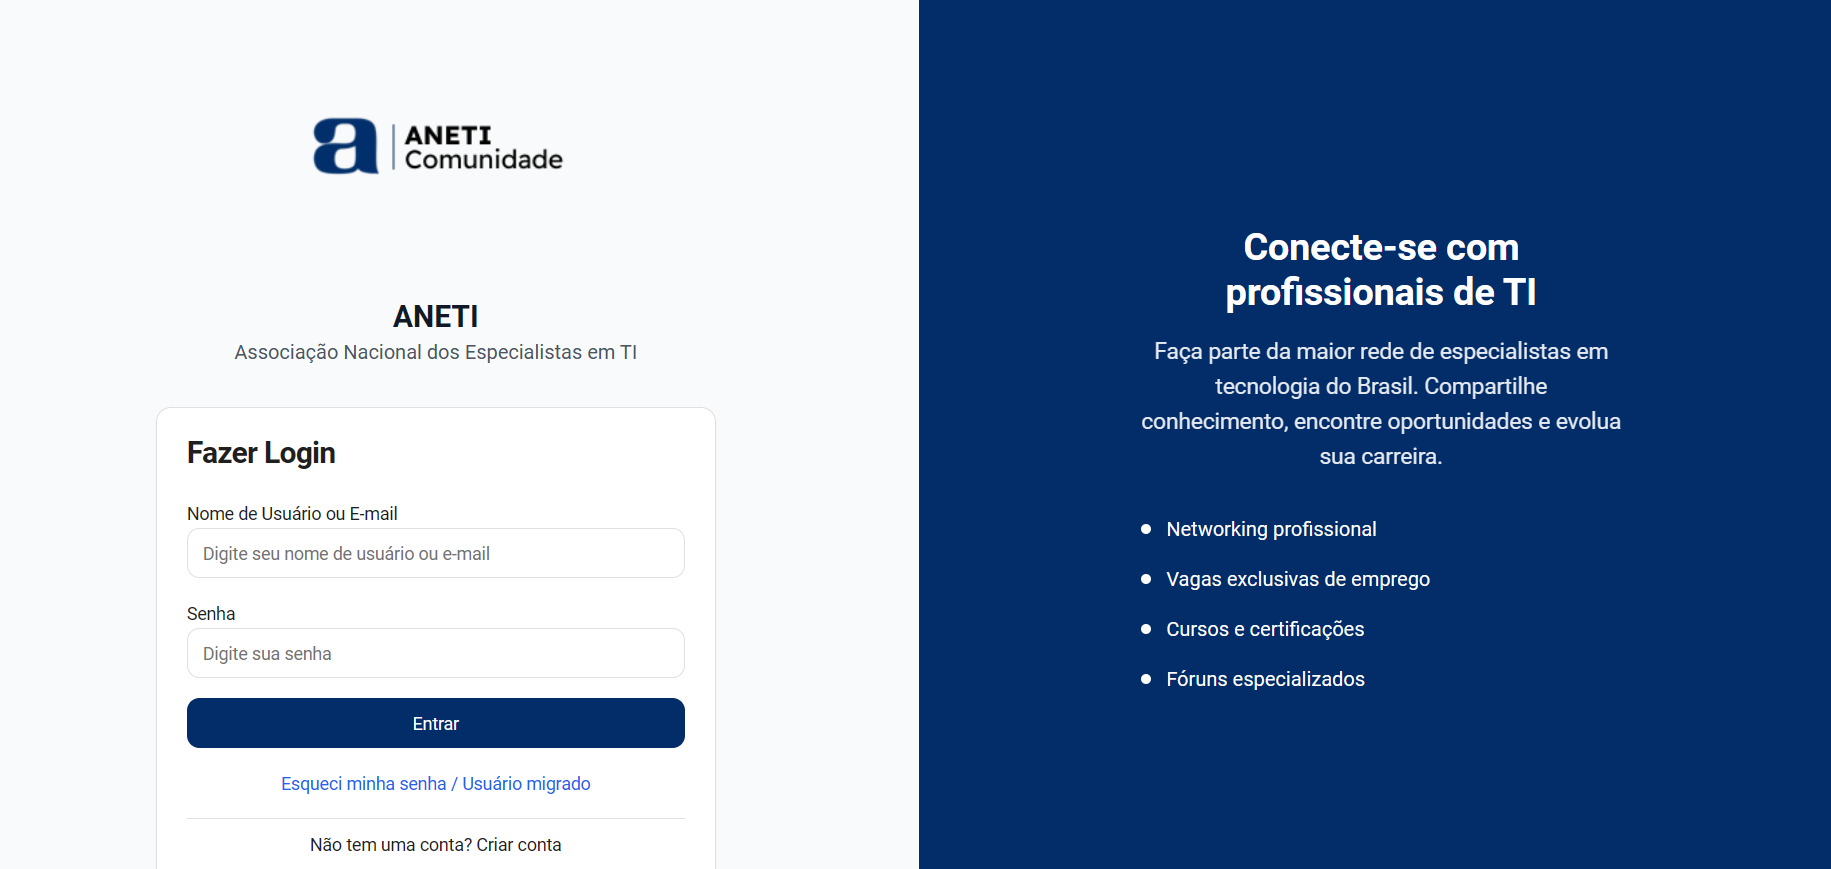 ANETI
Comunidade
ANETI
Associação Nacional dos Especialistas em TI
Fazer Login
Nome de Usuário ou E-mail
Digite seu nome de usuário ou e-mail
Senha
Digite sua senha
Entrar
Esqueci minha senha / Usuário migrado
Não tem uma conta? Criar conta
Conecte-se com
profissionais de TI
Faça parte da maior rede de especialistas em
tecnologia do Brasil. Compartilhe
conhecimento, encontre oportunidades e evolua
sua carreira.
Networking profissional
Vagas exclusivas de emprego
Cursos e certificações
Fóruns especializados